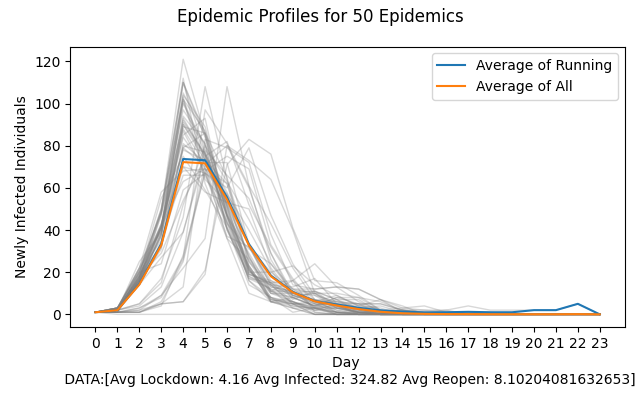 Epidemic Profiles for 50 Epidemics
Newly Infected Individuals
120
100
80
60
40
20
0
Average of Running
Average of All
0 1 2 3 4 5 6 7 8 9 10 11 12 13 14 15 16 17 18 19 20 21 22 23
Day
DATA:[Avg Lockdown: 4.16 Avg Infected: 324.82 Avg Reopen: 8.10204081632653]